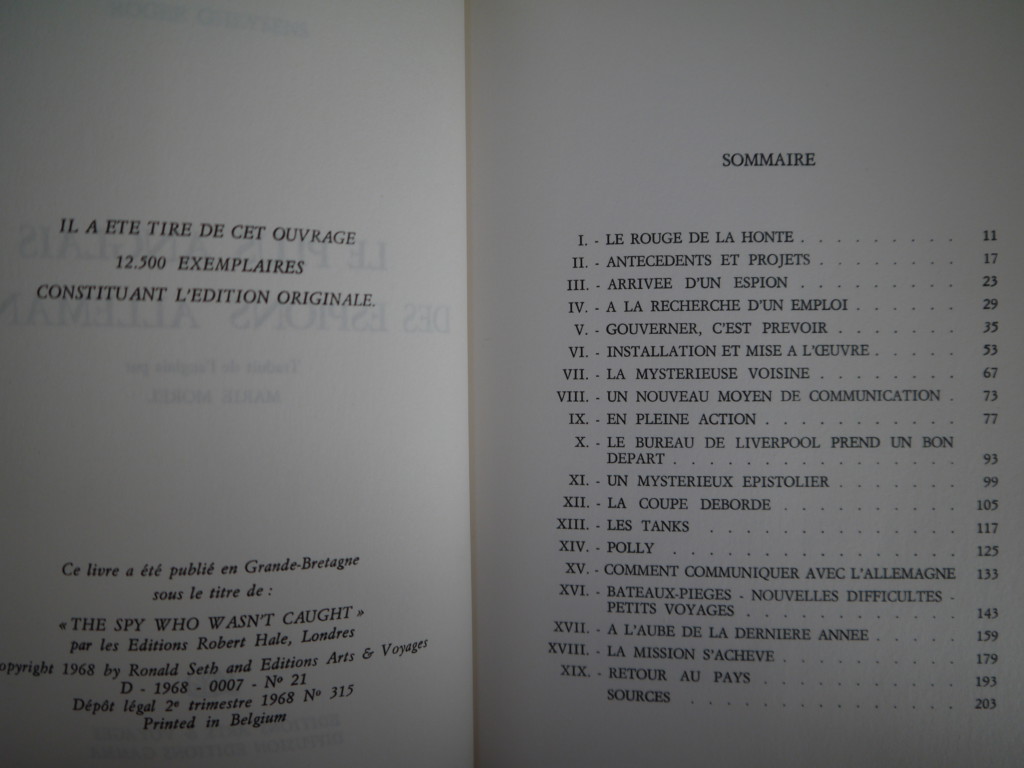 IL A ETE TIRE DE CET OUVRAGE
12.500 EXEMPLAIRES
CONSTITUANT L'EDITION ORIGINALE.
Ce livre a été publié en Grande-Bretagne
sous le titre de :
« THE SPY WHO WASN'T CAUGHT »
par les Editions Robert Hale, Londres
opyright 1968 by Ronald Seth and Editions Arts & Voyages
D - 1968 - 0007 - N° 21
Dépôt légal 2e trimestre 1968 N° 315
Printed in Belgium
SOMMAIRE
I. - LE ROUGE DE LA HONTE . . . . . . . . . 11
II. - ANTECEDENTS ET PROJETS . . . . . . . . 17
III. - ARRIVEE D'UN ESPION . . . . . . . . . 23
IV. - A LA RECHERCHE D'UN EMPLOI . . . . . . 29
V. - GOUVERNER, C'EST PREVOIR . . . . . . . 35
VI. - INSTALLATION ET MISE A L'ŒUVRE . . . . . 53
VII. - LA MYSTERIEUSE VOISINE . . . . . . . . 67
VIII. - UN NOUVEAU MOYEN DE COMMUNICATION . 73
IX. - EN PLEINE ACTION . . . . . . . . . . 77
X. - LE BUREAU DE LIVERPOOL PREND UN BON
DEPART . . . . . . . . . . . . . . 93
XI. - UN MYSTERIEUX EPISTOLIER . . . . . . . 99
XII. - LA COUPE DEBORDE . . . . . . . . . . 105
XIII. - LES TANKS . . . . . . . . . . . . . 117
XIV. - POLLY . . . . . . . . . . . . . . 125
XV. - COMMENT COMMUNIQUER AVEC L'ALLEMAGNE 133
XVI. - BATEAUX-PIEGES - NOUVELLES DIFFICULTES -
PETITS VOYAGES . . . . . . . . . . . 143
XVII. - A L'AUBE DE LA DERNIERE ANNEE . . . . . 159
XVIII. - LA MISSION S'ACHEVE . . . . . . . . . 179
XIX. - RETOUR AU PAYS . . . . . . . . . . . 193
SOURCES . . . . . . . . . . . . . 203